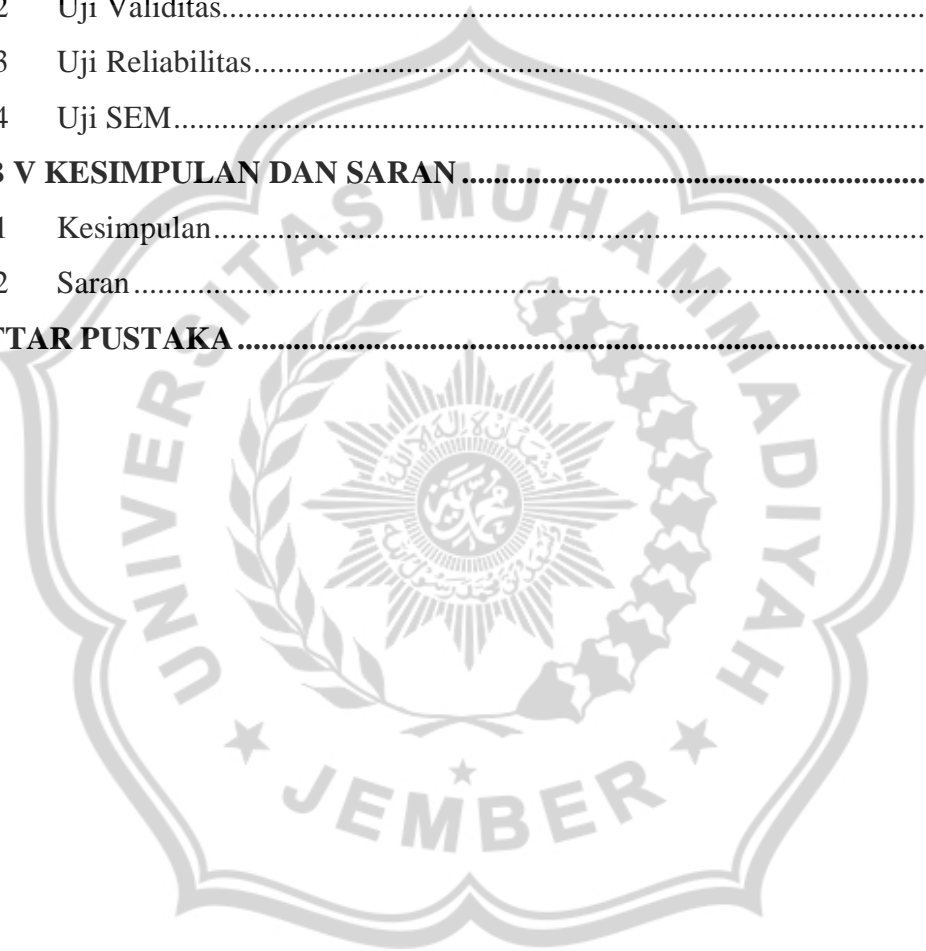 2 Uji Validitas
3 Uji Reliabilitas
4 Uji SEM
V KESIMPULAN DAN SARAN
1 Kesimpulan
2 Saran
TAR PUSTAKA
UNIVERSITAS MUHAMMADIYAH
JEMBER